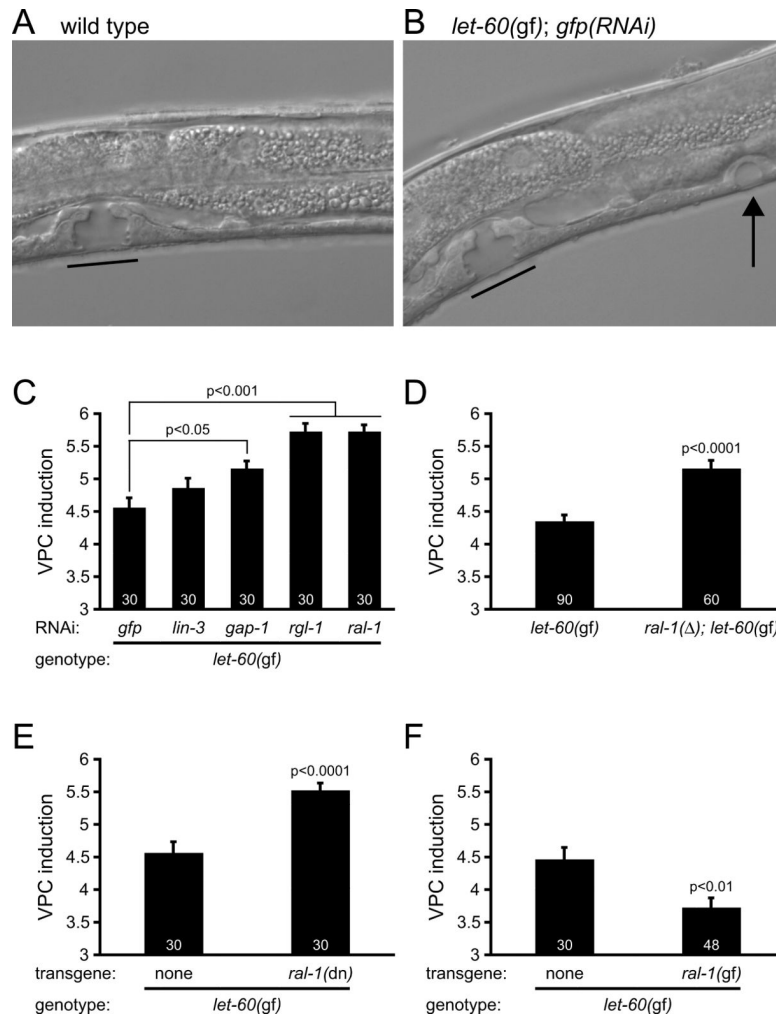 A wild type
B let-60(gf); gfp(RNAi)
C
p<0.001
p<0.05
VPC induction
6
5.5
5
4.5
4
3.5
3
30 30 30 30 30
RNAi: gfp lin-3 gap-1 rgl-1 ral-1
genotype: let-60(gf)
D
p<0.0001
VPC induction
6
5.5
5
4.5
4
3.5
3
90 60
let-60(gf) ral-1(Δ); let-60(gf)
E
p<0.0001
VPC induction
6
5.5
5
4.5
4
3.5
3
30 30
transgene: none ral-1(dn)
genotype: let-60(gf)
F
p<0.01
VPC induction
6
5.5
5
4.5
4
3.5
3
30 48
transgene: none ral-1(gf)
genotype: let-60(gf)